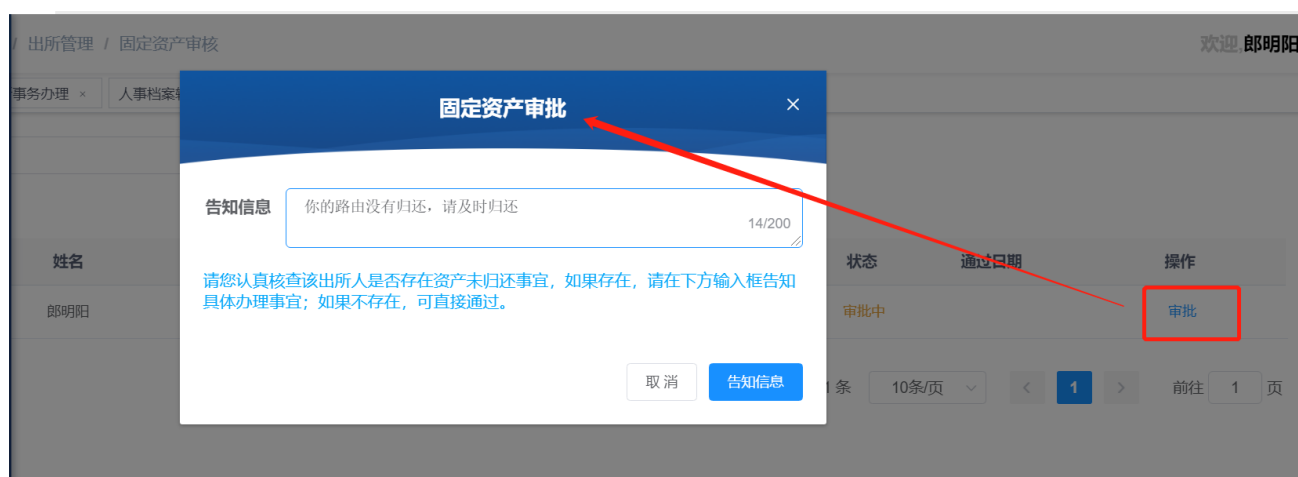 / 出所管理 / 固定资产审核
欢迎,郎明阳
事务办理 ×
人事档案
固定资产审批
×
告知信息
你的路由没有归还，请及时归还
14/200
请您认真核查该出所人是否存在资产未归还事宜，如果存在，请在下方输入框告知
具体办理事宜；如果不存在，可直接通过。
取消
告知信息
姓名
状态
通过日期
操作
郎明阳
审批中
审批
1条
10条/页
<
1
>
前往
1
页